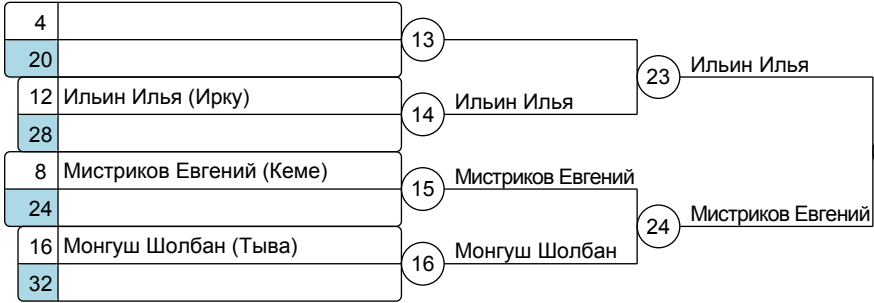 4
13
20
23 Ильин Илья
12 Ильин Илья (Ирку)
14 Ильин Илья
28
8 Мистриков Евгений (Кеме)
15 Мистриков Евгений
24
24 Мистриков Евгений
16 Монгуш Шолбан (Тыва)
16 Монгуш Шолбан
32